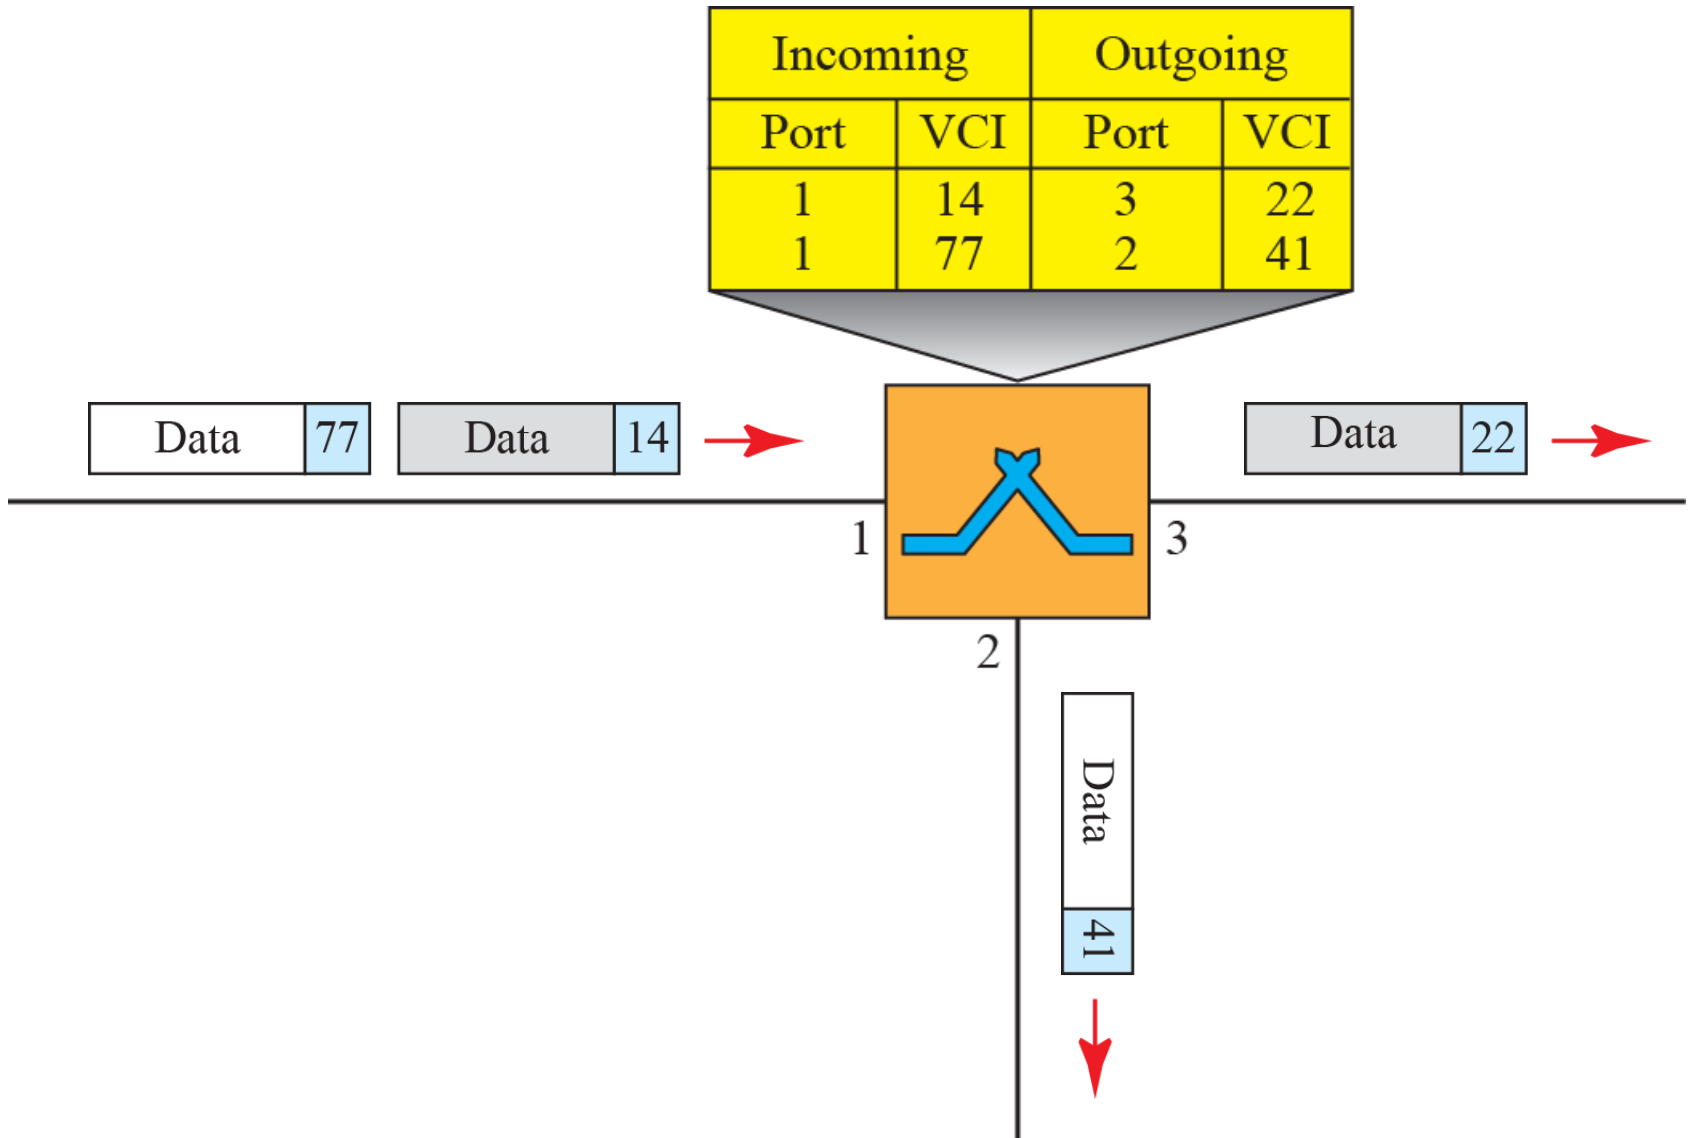 Incoming Outgoing
Port VCI Port VCI
1 14 3 22
1 77 2 41
Data 77 Data 14 Data 22
1 3
2
Data 41